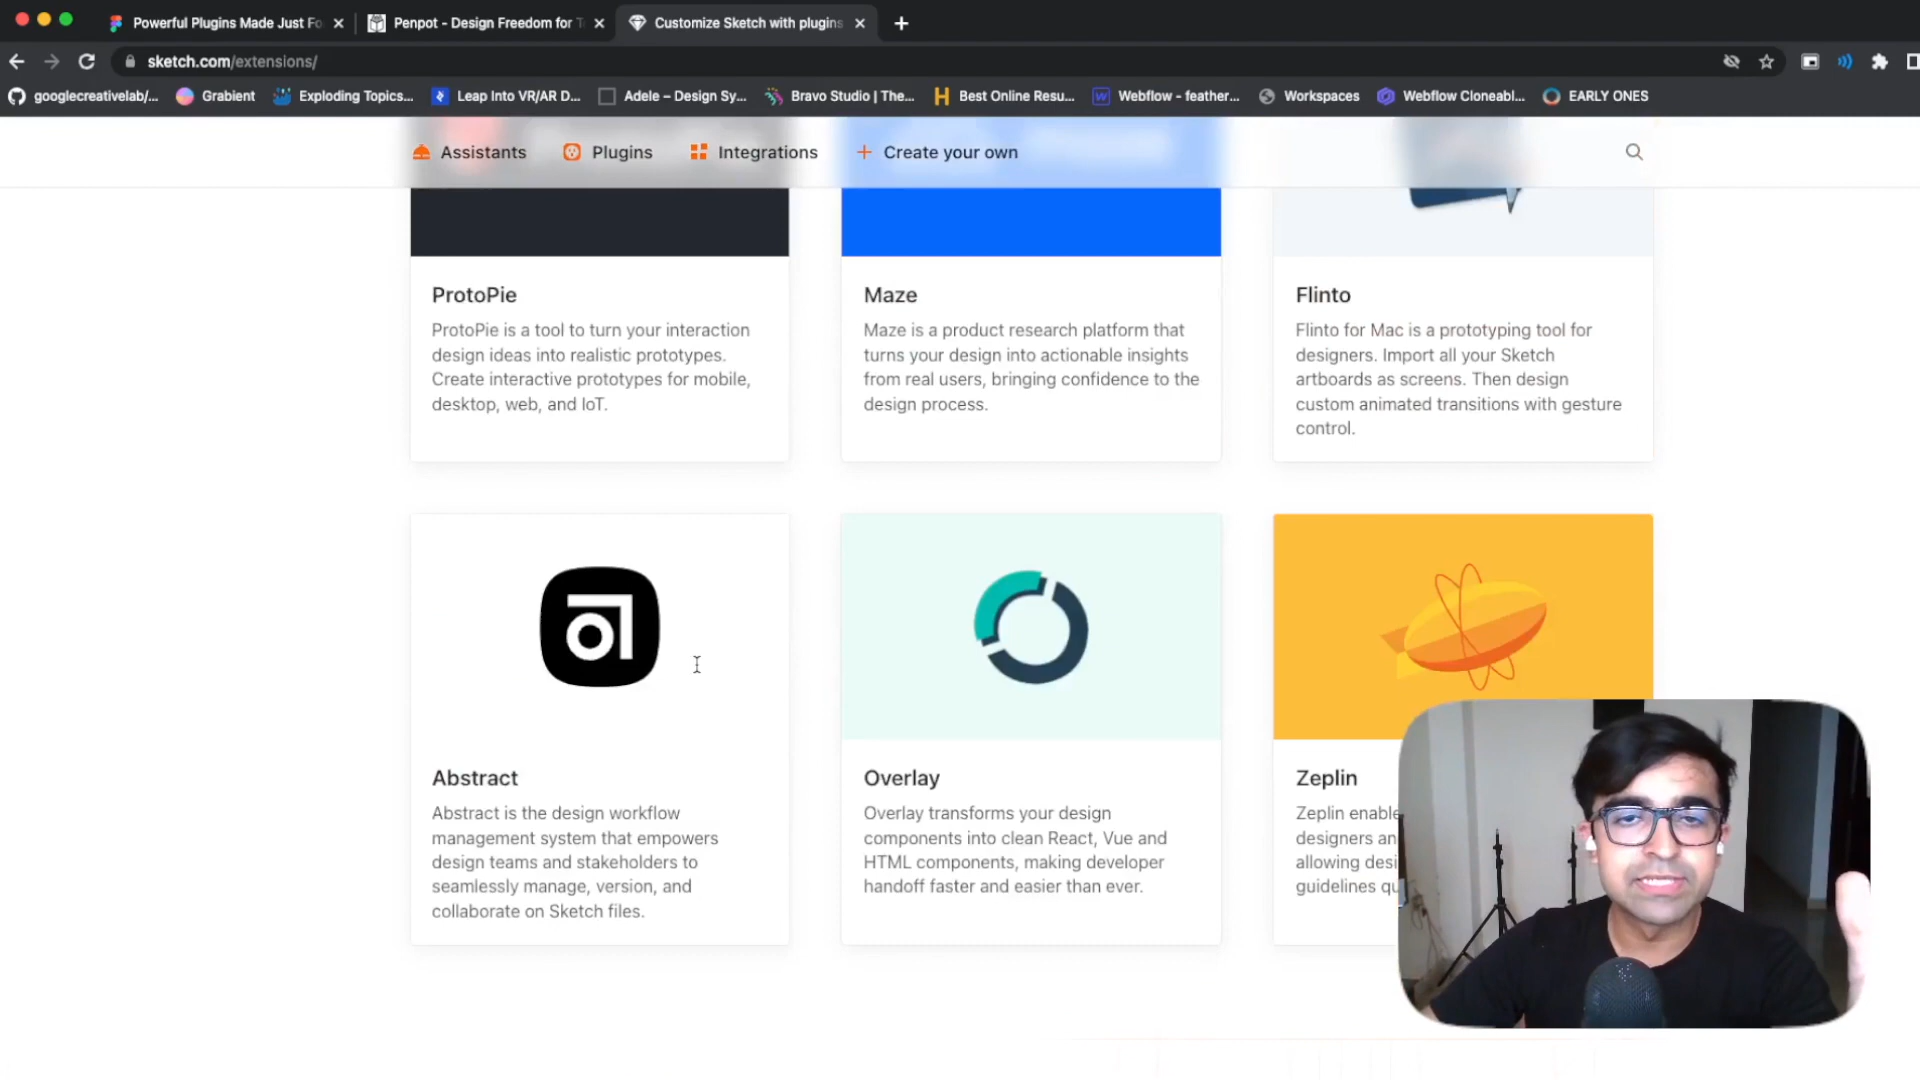 Powerful Plugins Made Just Fo
Penpot - Design Freedom for T
Customize Sketch with plugins
sketch.com/extensions/
googlecreativelab/...
Grabient
Exploding Topics...
Leap Into VR/AR D...
Adele – Design Sy...
Bravo Studio | The...
Best Online Resu...
Webflow - feather...
Workspaces
Webflow Cloneabl...
EARLY ONES
Assistants
Plugins
Integrations
Create your own
ProtoPie
ProtoPie is a tool to turn your interaction
design ideas into realistic prototypes.
Create interactive prototypes for mobile,
desktop, web, and IoT.
Maze
Maze is a product research platform that
turns your design into actionable insights
from real users, bringing confidence to the
design process.
Flinto
Flinto for Mac is a prototyping tool for
designers. Import all your Sketch
artboards as screens. Then design
custom animated transitions with gesture
control.
Abstract
Abstract is the design workflow
management system that empowers
design teams and stakeholders to
seamlessly manage, version, and
collaborate on Sketch files.
Overlay
Overlay transforms your design
components into clean React, Vue and
HTML components, making developer
handoff faster and easier than ever.
Zeplin
Zeplin enable
designers an
allowing desi
guidelines qu